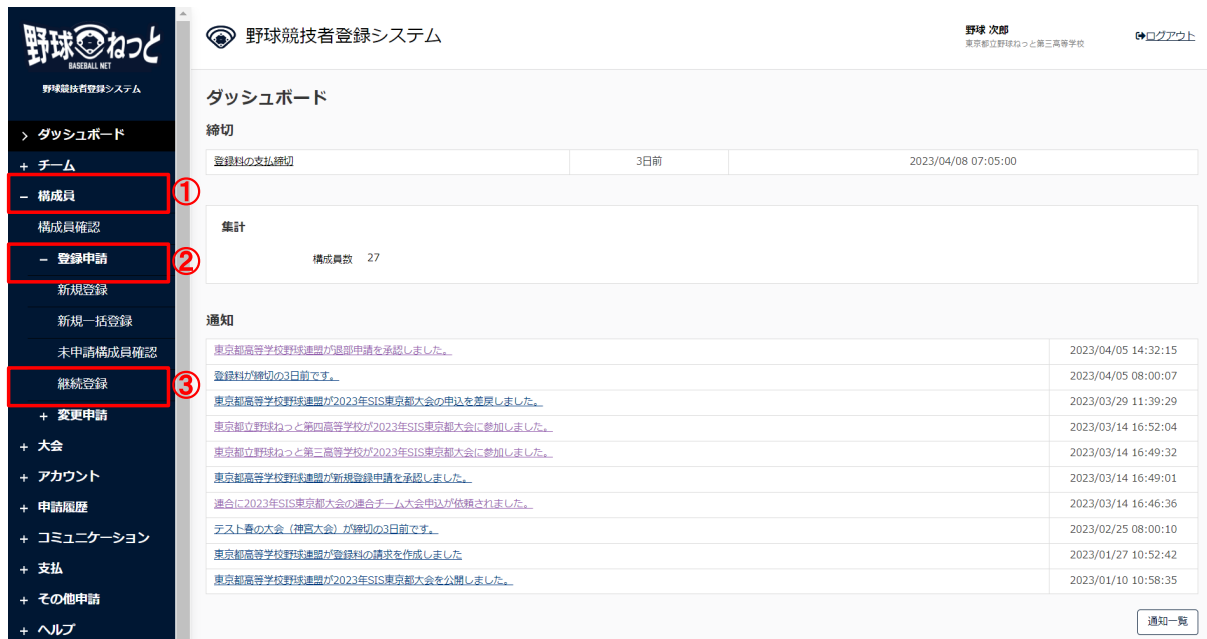 野球ねっと
BASEBALL NET
野球競技者登録システム
> ダッシュボード
+ チーム
− 構成員 ①
構成員確認
− 登録申請 ②
新規登録
新規一括登録
未申請構成員確認
継続登録 ③
+ 変更申請
+ 大会
+ アカウント
+ 申請履歴
+ コミュニケーション
+ 支払
+ その他申請
+ ヘルプ
野球競技者登録システム
野球 次郎
東京都立野球ねっと第三高等学校
ログアウト
ダッシュボード
締切
登録料の支払締切 3日前 2023/04/08 07:05:00
集計
構成員数 27
通知
東京都高等学校野球連盟が退部申請を承認しました。 2023/04/05 14:32:15
登録料が締切の3日前です。 2023/04/05 08:00:07
東京都高等学校野球連盟が2023年SIS東京都大会の申込を差戻しました。 2023/03/29 11:39:29
東京都立野球ねっと第四高等学校が2023年SIS東京都大会に参加しました。 2023/03/14 16:52:04
東京都立野球ねっと第三高等学校が2023年SIS東京都大会に参加しました。 2023/03/14 16:49:32
東京都高等学校野球連盟が新規登録申請を承認しました。 2023/03/14 16:49:01
連合に2023年SIS東京都大会の連合チーム大会申込が依頼されました。 2023/03/14 16:46:36
テスト春の大会（神宮大会）が締切の3日前です。 2023/02/25 08:00:10
東京都高等学校野球連盟が登録料の請求を作成しました 2023/01/27 10:52:42
東京都高等学校野球連盟が2023年SIS東京都大会を公開しました。 2023/01/10 10:58:35
通知一覧